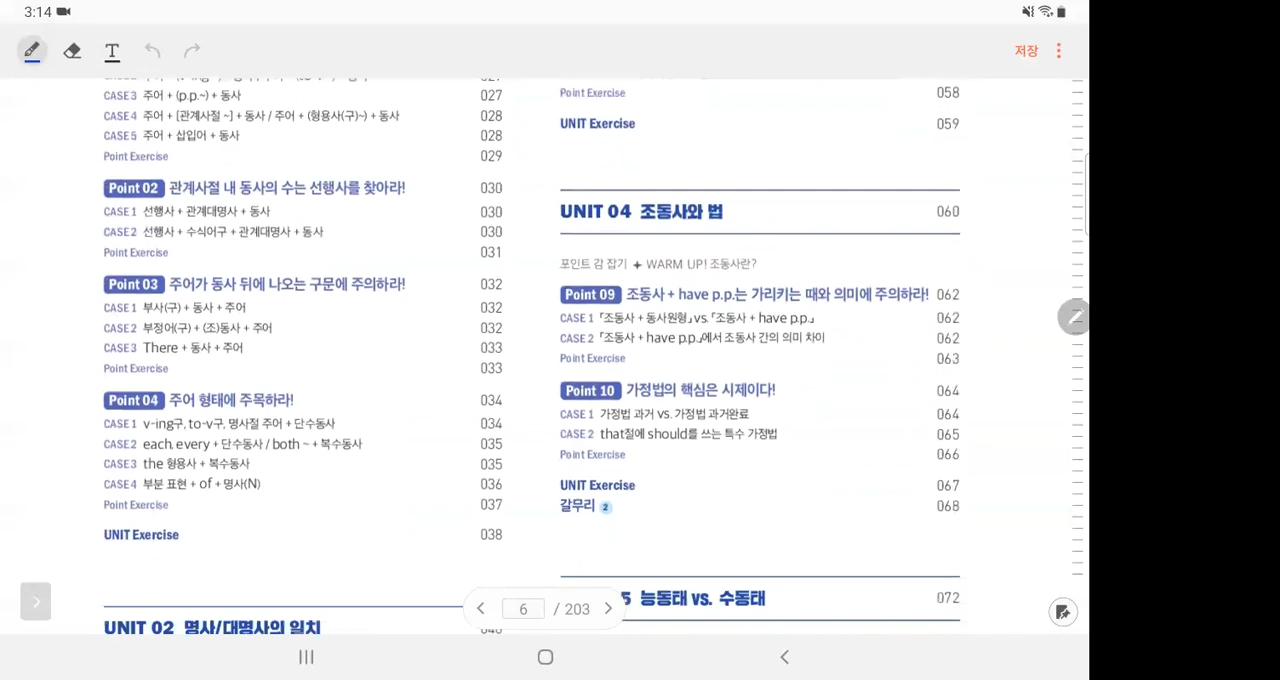 3:14
저장
CASE3 주어 + (p.p.~) + 동사 027
CASE4 주어 + [관계사절 ~] + 동사 / 주어 + (형용사(구)~) + 동사 028
CASE5 주어 + 삽입어 + 동사 028
Point Exercise 029
Point 02 관계사절 내 동사의 수는 선행사를 찾아라! 030
CASE1 선행사 + 관계대명사 + 동사 030
CASE2 선행사 + 수식어구 + 관계대명사 + 동사 030
Point Exercise 031
Point 03 주어가 동사 뒤에 나오는 구문에 주의하라! 032
CASE1 부사(구) + 동사 + 주어 032
CASE2 부정어(구) + (조)동사 + 주어 032
CASE3 There + 동사 + 주어 033
Point Exercise 033
Point 04 주어 형태에 주목하라! 034
CASE1 v-ing구, to-v구, 명사절 주어 + 단수동사 034
CASE2 each, every + 단수동사 / both ~ + 복수동사 035
CASE3 the 형용사 + 복수동사 035
CASE4 부분 표현 + of + 명사(N) 036
Point Exercise 037
UNIT Exercise 038
UNIT 02 명사/대명사의 일치
Point Exercise 058
UNIT Exercise 059
UNIT 04 조동사와 법 060
포인트 감 잡기 + WARM UP! 조동사란?
Point 09 조동사 + have p.p.는 가리키는 때와 의미에 주의하라! 062
CASE1 「조동사 + 동사원형」 vs. 「조동사 + have p.p.」 062
CASE2 「조동사 + have p.p.」에서 조동사 간의 의미 차이 062
Point Exercise 063
Point 10 가정법의 핵심은 시제이다! 064
CASE1 가정법 과거 vs. 가정법 과거완료 064
CASE2 that절에 should를 쓰는 특수 가정법 065
Point Exercise 066
UNIT Exercise 067
갈무리 2 068
5 능동태 vs. 수동태 072
6 / 203